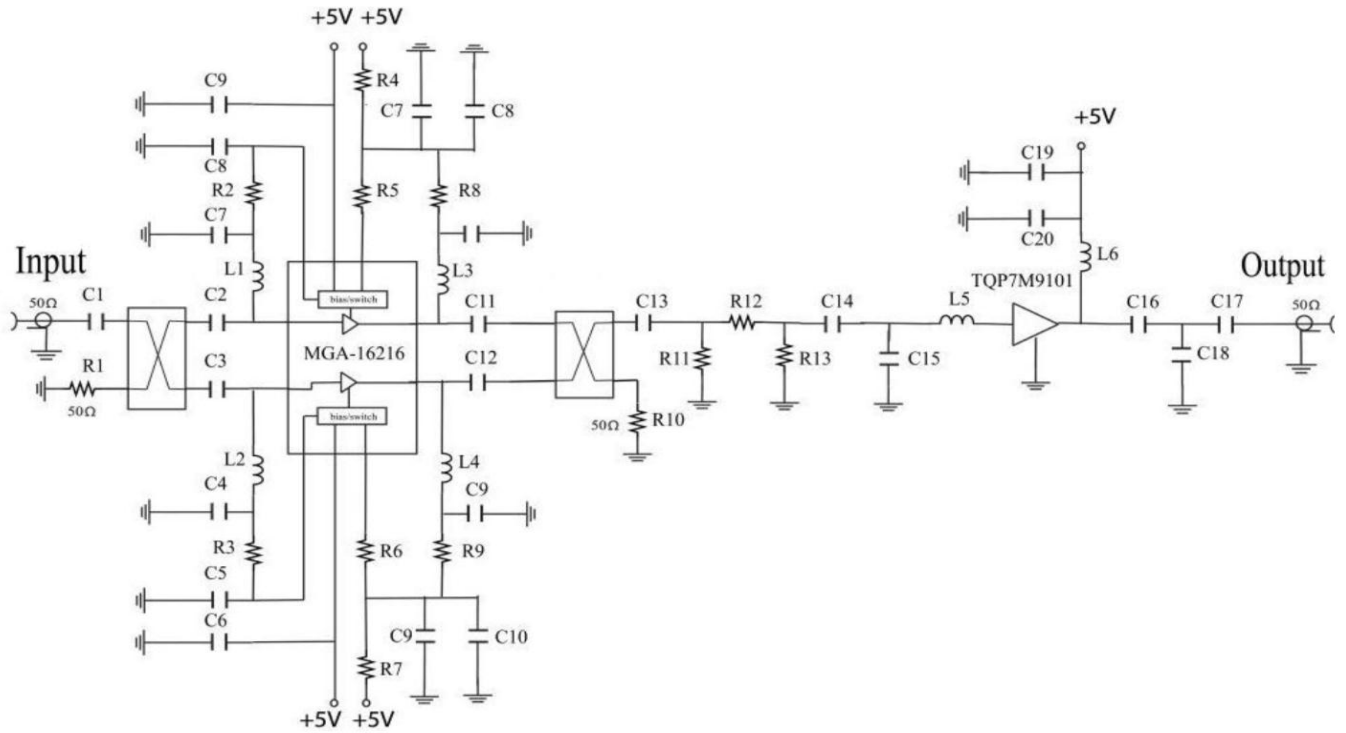 +5V +5V
C9
R4
C7
C8
C8
R2
R5
R8
C7
+5V
C19
C20
L6
Input
50Ω
C1
C2
L1
bias/switch
L3
C11
C13
R12
C14
L5
TQP7M9101
C16
C17
Output
50Ω
MGA-16216
R1
50Ω
C3
C12
R11
R13
C15
C18
bias/switch
50Ω
R10
L2
L4
C4
C9
R3
R6
R9
C5
C6
C9
C10
R7
+5V +5V